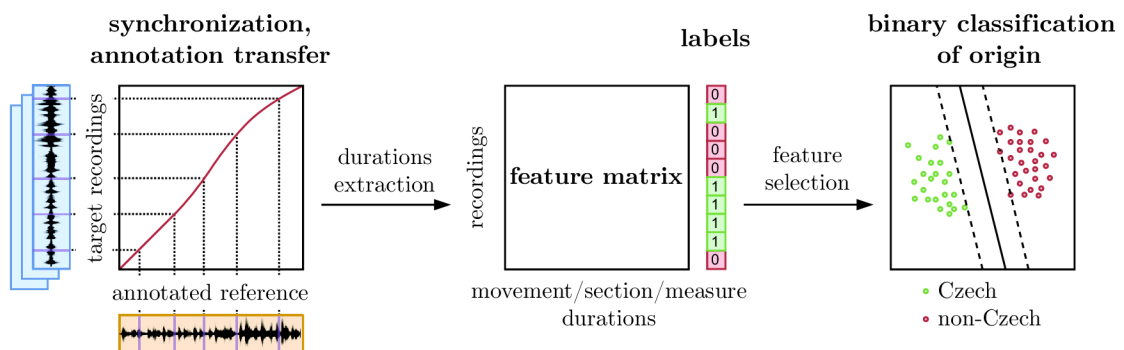 synchronization,
annotation transfer
target recordings
annotated reference
durations
extraction
recordings
feature matrix
movement/section/measure
durations
labels
0
1
0
0
0
1
1
1
1
0
feature
selection
binary classification
of origin
Czech
non-Czech